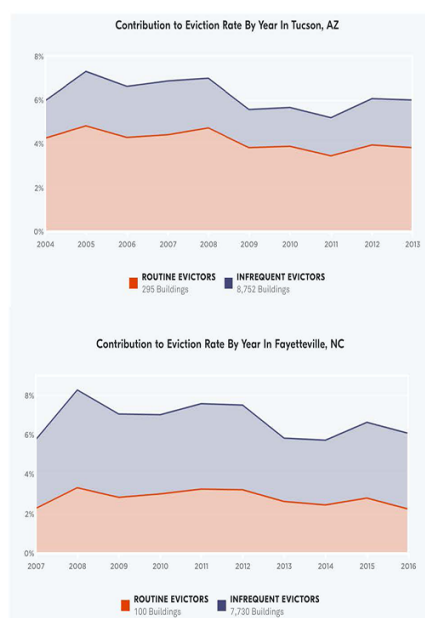 Contribution to Eviction Rate By Year In Tucson, AZ
8%
6%
4%
2%
0%
2004 2005 2006 2007 2008 2009 2010 2011 2012 2013
ROUTINE EVICTORS INFREQUENT EVICTORS
295 Buildings 8,752 Buildings
Contribution to Eviction Rate By Year In Fayetteville, NC
8%
6%
4%
2%
0%
2007 2008 2009 2010 2011 2012 2013 2014 2015 2016
ROUTINE EVICTORS INFREQUENT EVICTORS
100 Buildings 7,730 Buildings